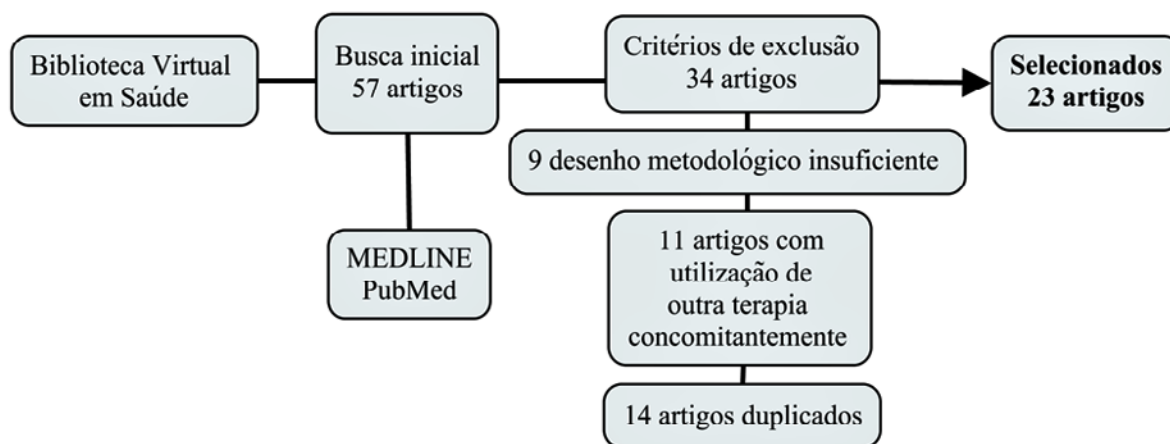 Biblioteca Virtual
em Saúde
Busca inicial
57 artigos
MEDLINE
PubMed
Critérios de exclusão
34 artigos
9 desenho metodológico insuficiente
11 artigos com
utilização de
outra terapia
concomitantemente
14 artigos duplicados
Selecionados
23 artigos